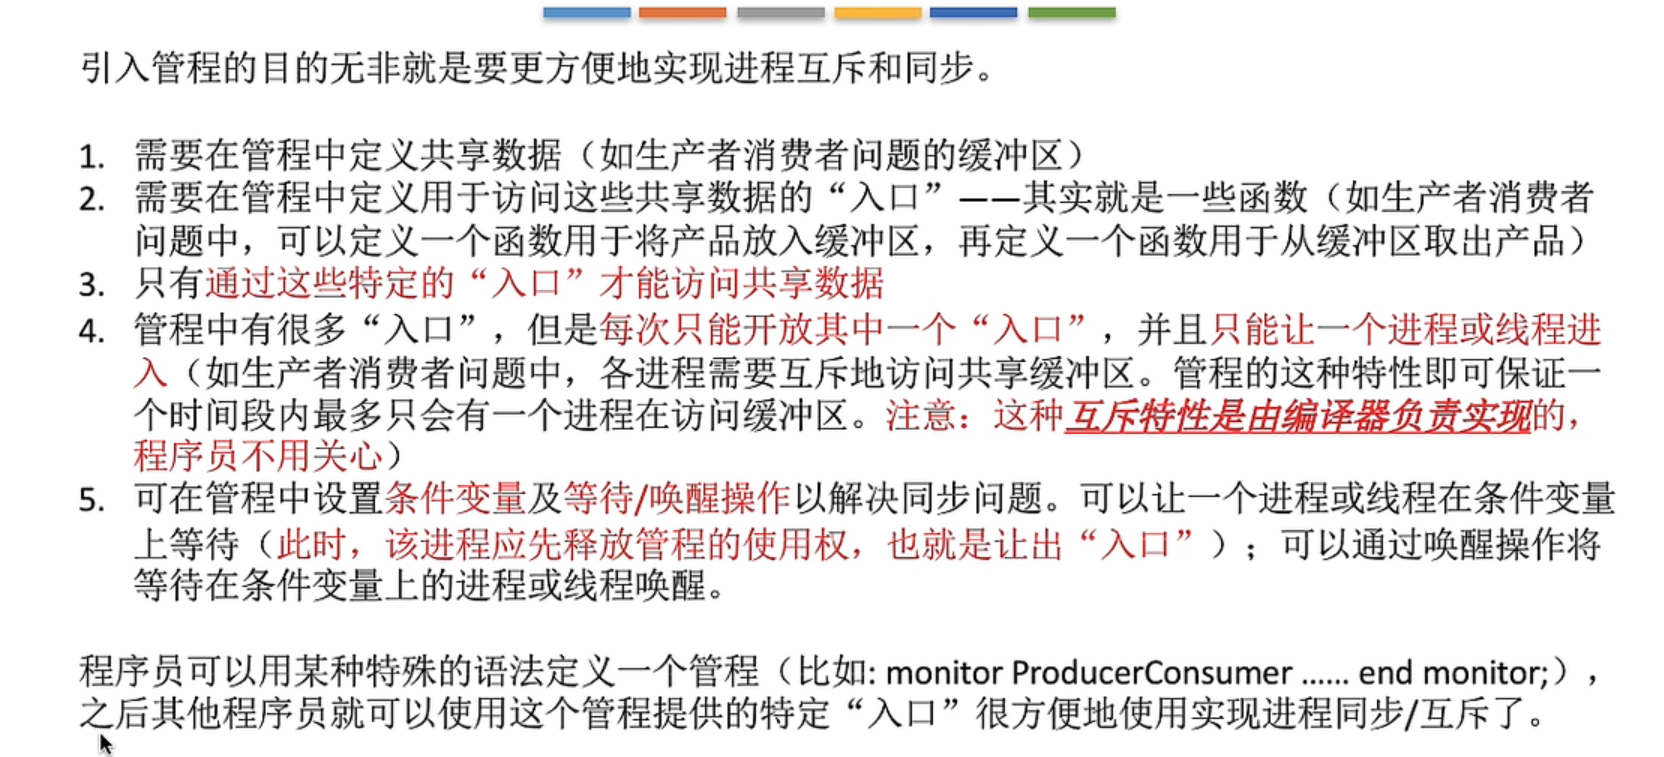 引入管程的目的无非就是要更方便地实现进程互斥和同步。
1. 需要在管程中定义共享数据（如生产者消费者问题的缓冲区）
2. 需要在管程中定义用于访问这些共享数据的“入口”——其实就是一些函数（如生产者消费者
问题中，可以定义一个函数用于将产品放入缓冲区，再定义一个函数用于从缓冲区取出产品）
3. 只有通过这些特定的“入口”才能访问共享数据
4. 管程中有很多“入口”，但是每次只能开放其中一个“入口”，并且只能让一个进程或线程进
入（如生产者消费者问题中，各进程需要互斥地访问共享缓冲区。管程的这种特性即可保证一
个时间段内最多只会有一个进程在访问缓冲区。注意：这种互斥特性是由编译器负责实现的，
程序员不用关心）
5. 可在管程中设置条件变量及等待/唤醒操作以解决同步问题。可以让一个进程或线程在条件变量
上等待（此时，该进程应先释放管程的使用权，也就是让出“入口”）；可以通过唤醒操作将
等待在条件变量上的进程或线程唤醒。
程序员可以用某种特殊的语法定义一个管程（比如: monitor ProducerConsumer …… end monitor;），
之后其他程序员就可以使用这个管程提供的特定“入口”很方便地使用实现进程同步/互斥了。